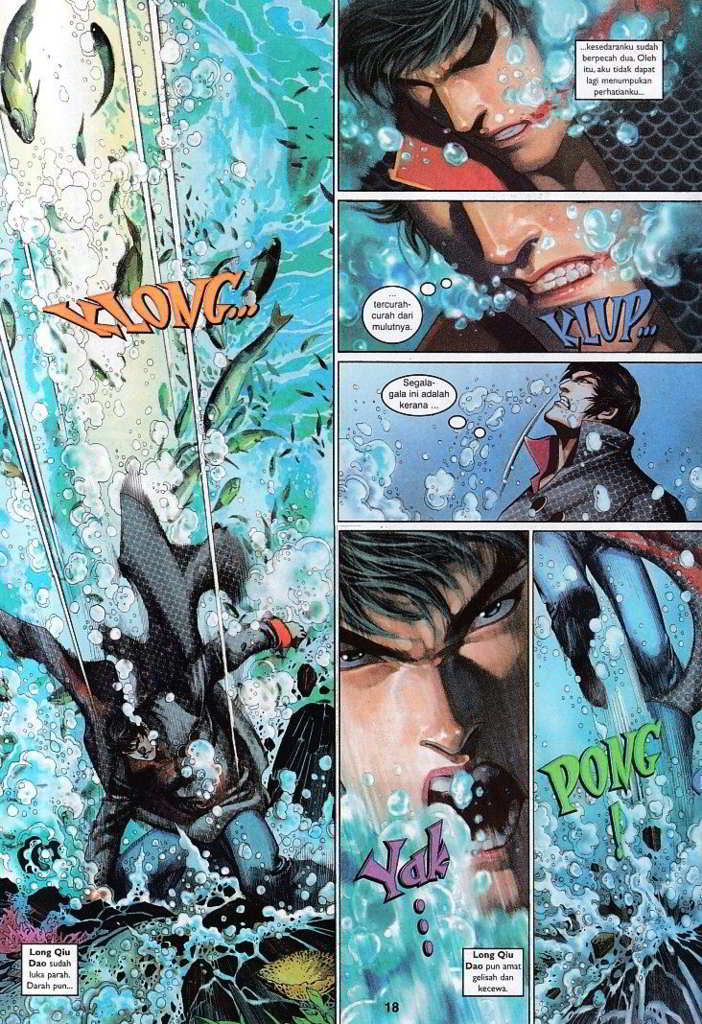 KLONG...
Long Qiu
Dao sudah
luka parah.
Darah pun...
...kesedaranku sudah
berpecah dua. Oleh
itu, aku tidak dapat
lagi menumpukan
perhatianku...
...
tercurah-
curah dari
mulutnya.
KLUP...
Segala-
gala ini adalah
kerana ...
Yak...
Long Qiu
Dao pun amat
gelisah dan
kecewa.
PONG
!
18